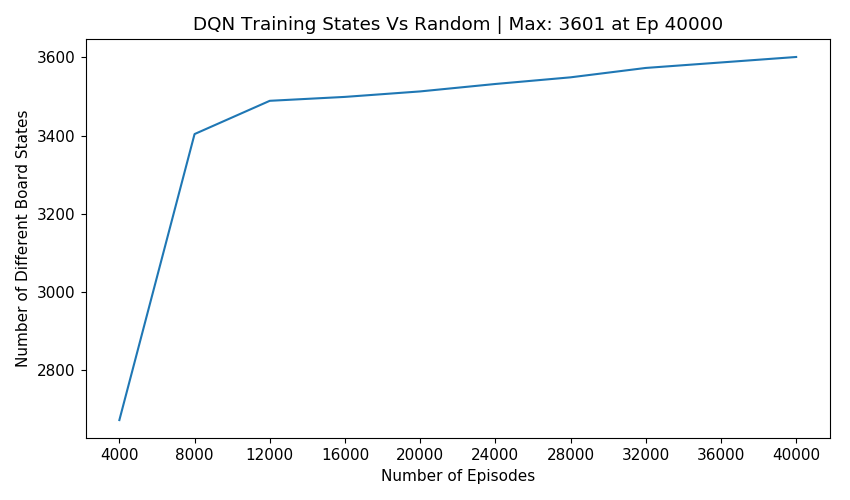 DQN Training States Vs Random | Max: 3601 at Ep 40000
Number of Different Board States
3600
3400
3200
3000
2800
4000 8000 12000 16000 20000 24000 28000 32000 36000 40000
Number of Episodes